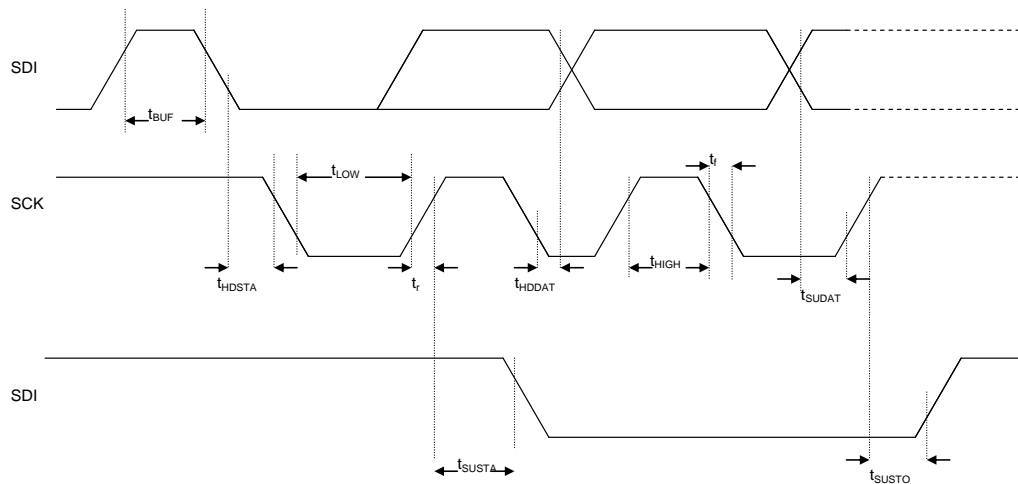 SDI
tBUF
tf
tLOW
SCK
tHDSTA
tr
tHDDAT
tHIGH
tSUDAT
SDI
tSUSTA
tSUSTO